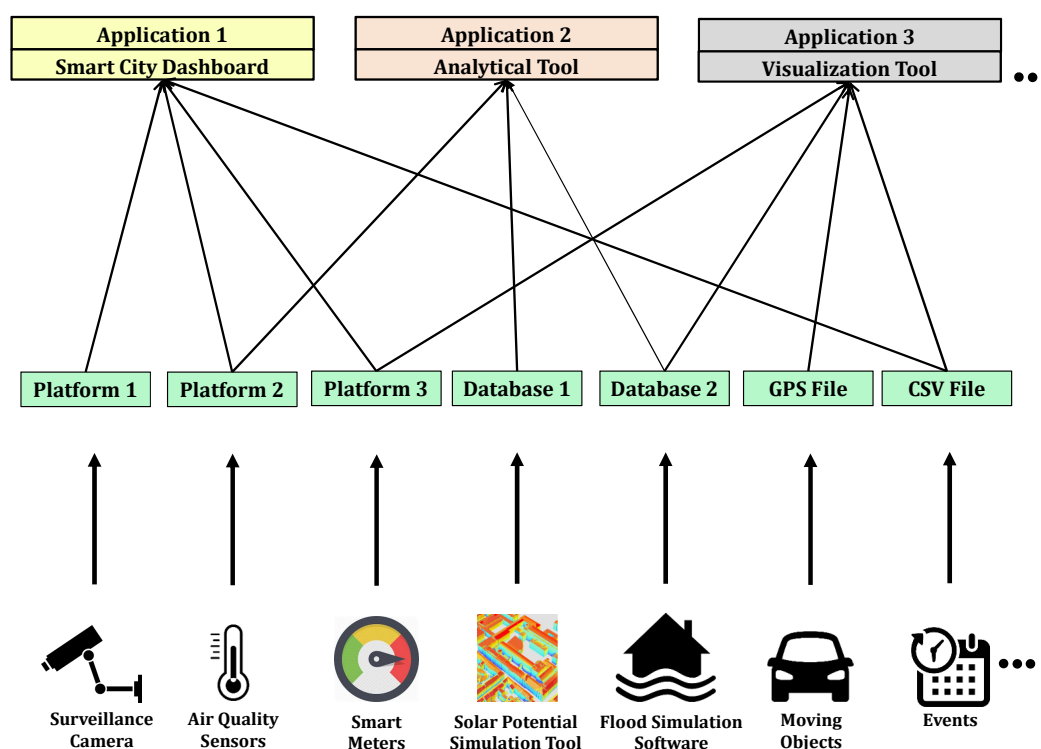 Application 1
Smart City Dashboard
Application 2
Analytical Tool
Application 3
Visualization Tool
Platform 1
Platform 2
Platform 3
Database 1
Database 2
GPS File
CSV File
Surveillance
Camera
Air Quality
Sensors
Smart
Meters
Solar Potential
Simulation Tool
Flood Simulation
Software
Moving
Objects
Events